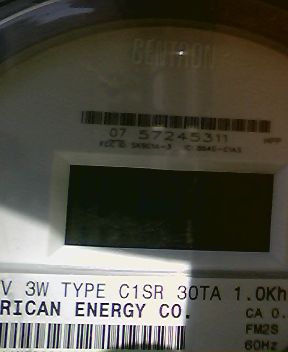 CENTRON
07 57245311
V 3W TYPE C1SR 30TA 1.0Kh
RICAN ENERGY CO.
CA 0.
FM2S
60Hz